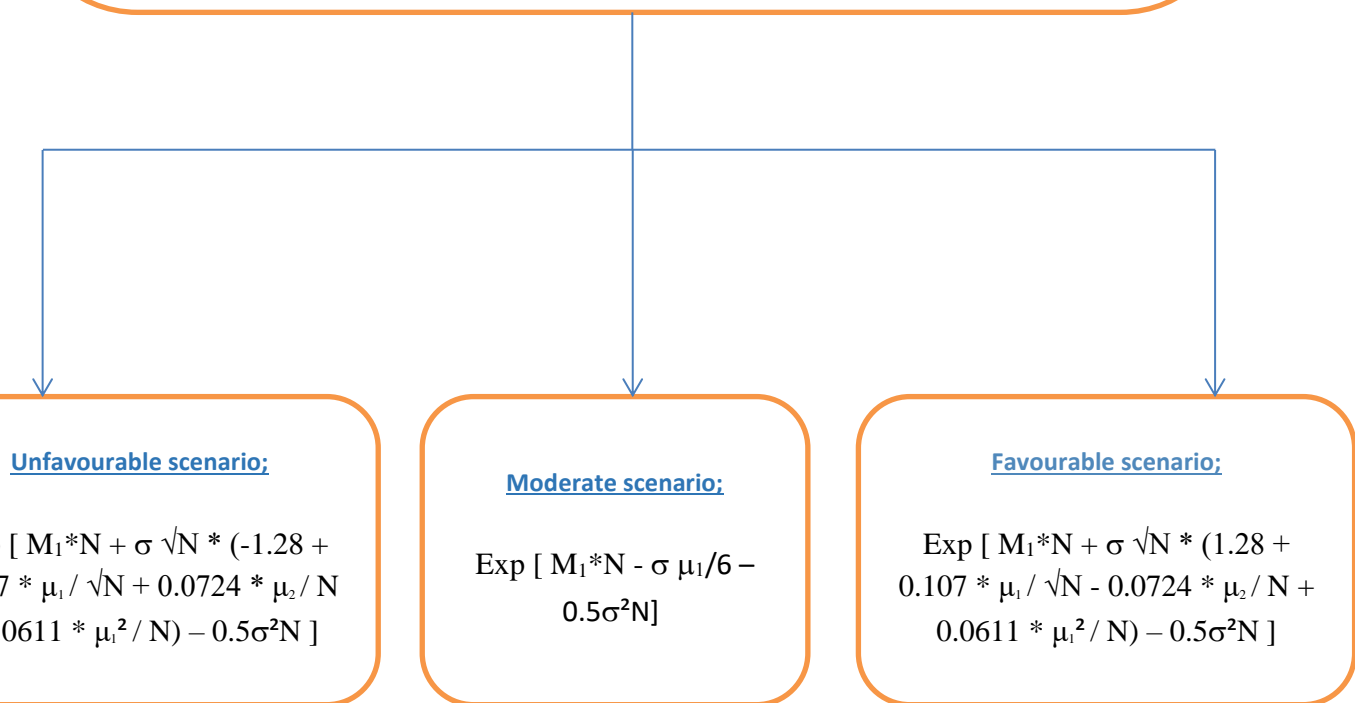 Unfavourable scenario;
[ M₁*N + σ √N * (-1.28 +
7 * μ₁ / √N + 0.0724 * μ₂ / N
0611 * μ₁² / N) – 0.5σ²N ]
Moderate scenario;
Exp [ M₁*N - σ μ₁/6 –
0.5σ²N]
Favourable scenario;
Exp [ M₁*N + σ √N * (1.28 +
0.107 * μ₁ / √N - 0.0724 * μ₂ / N +
0.0611 * μ₁² / N) – 0.5σ²N ]